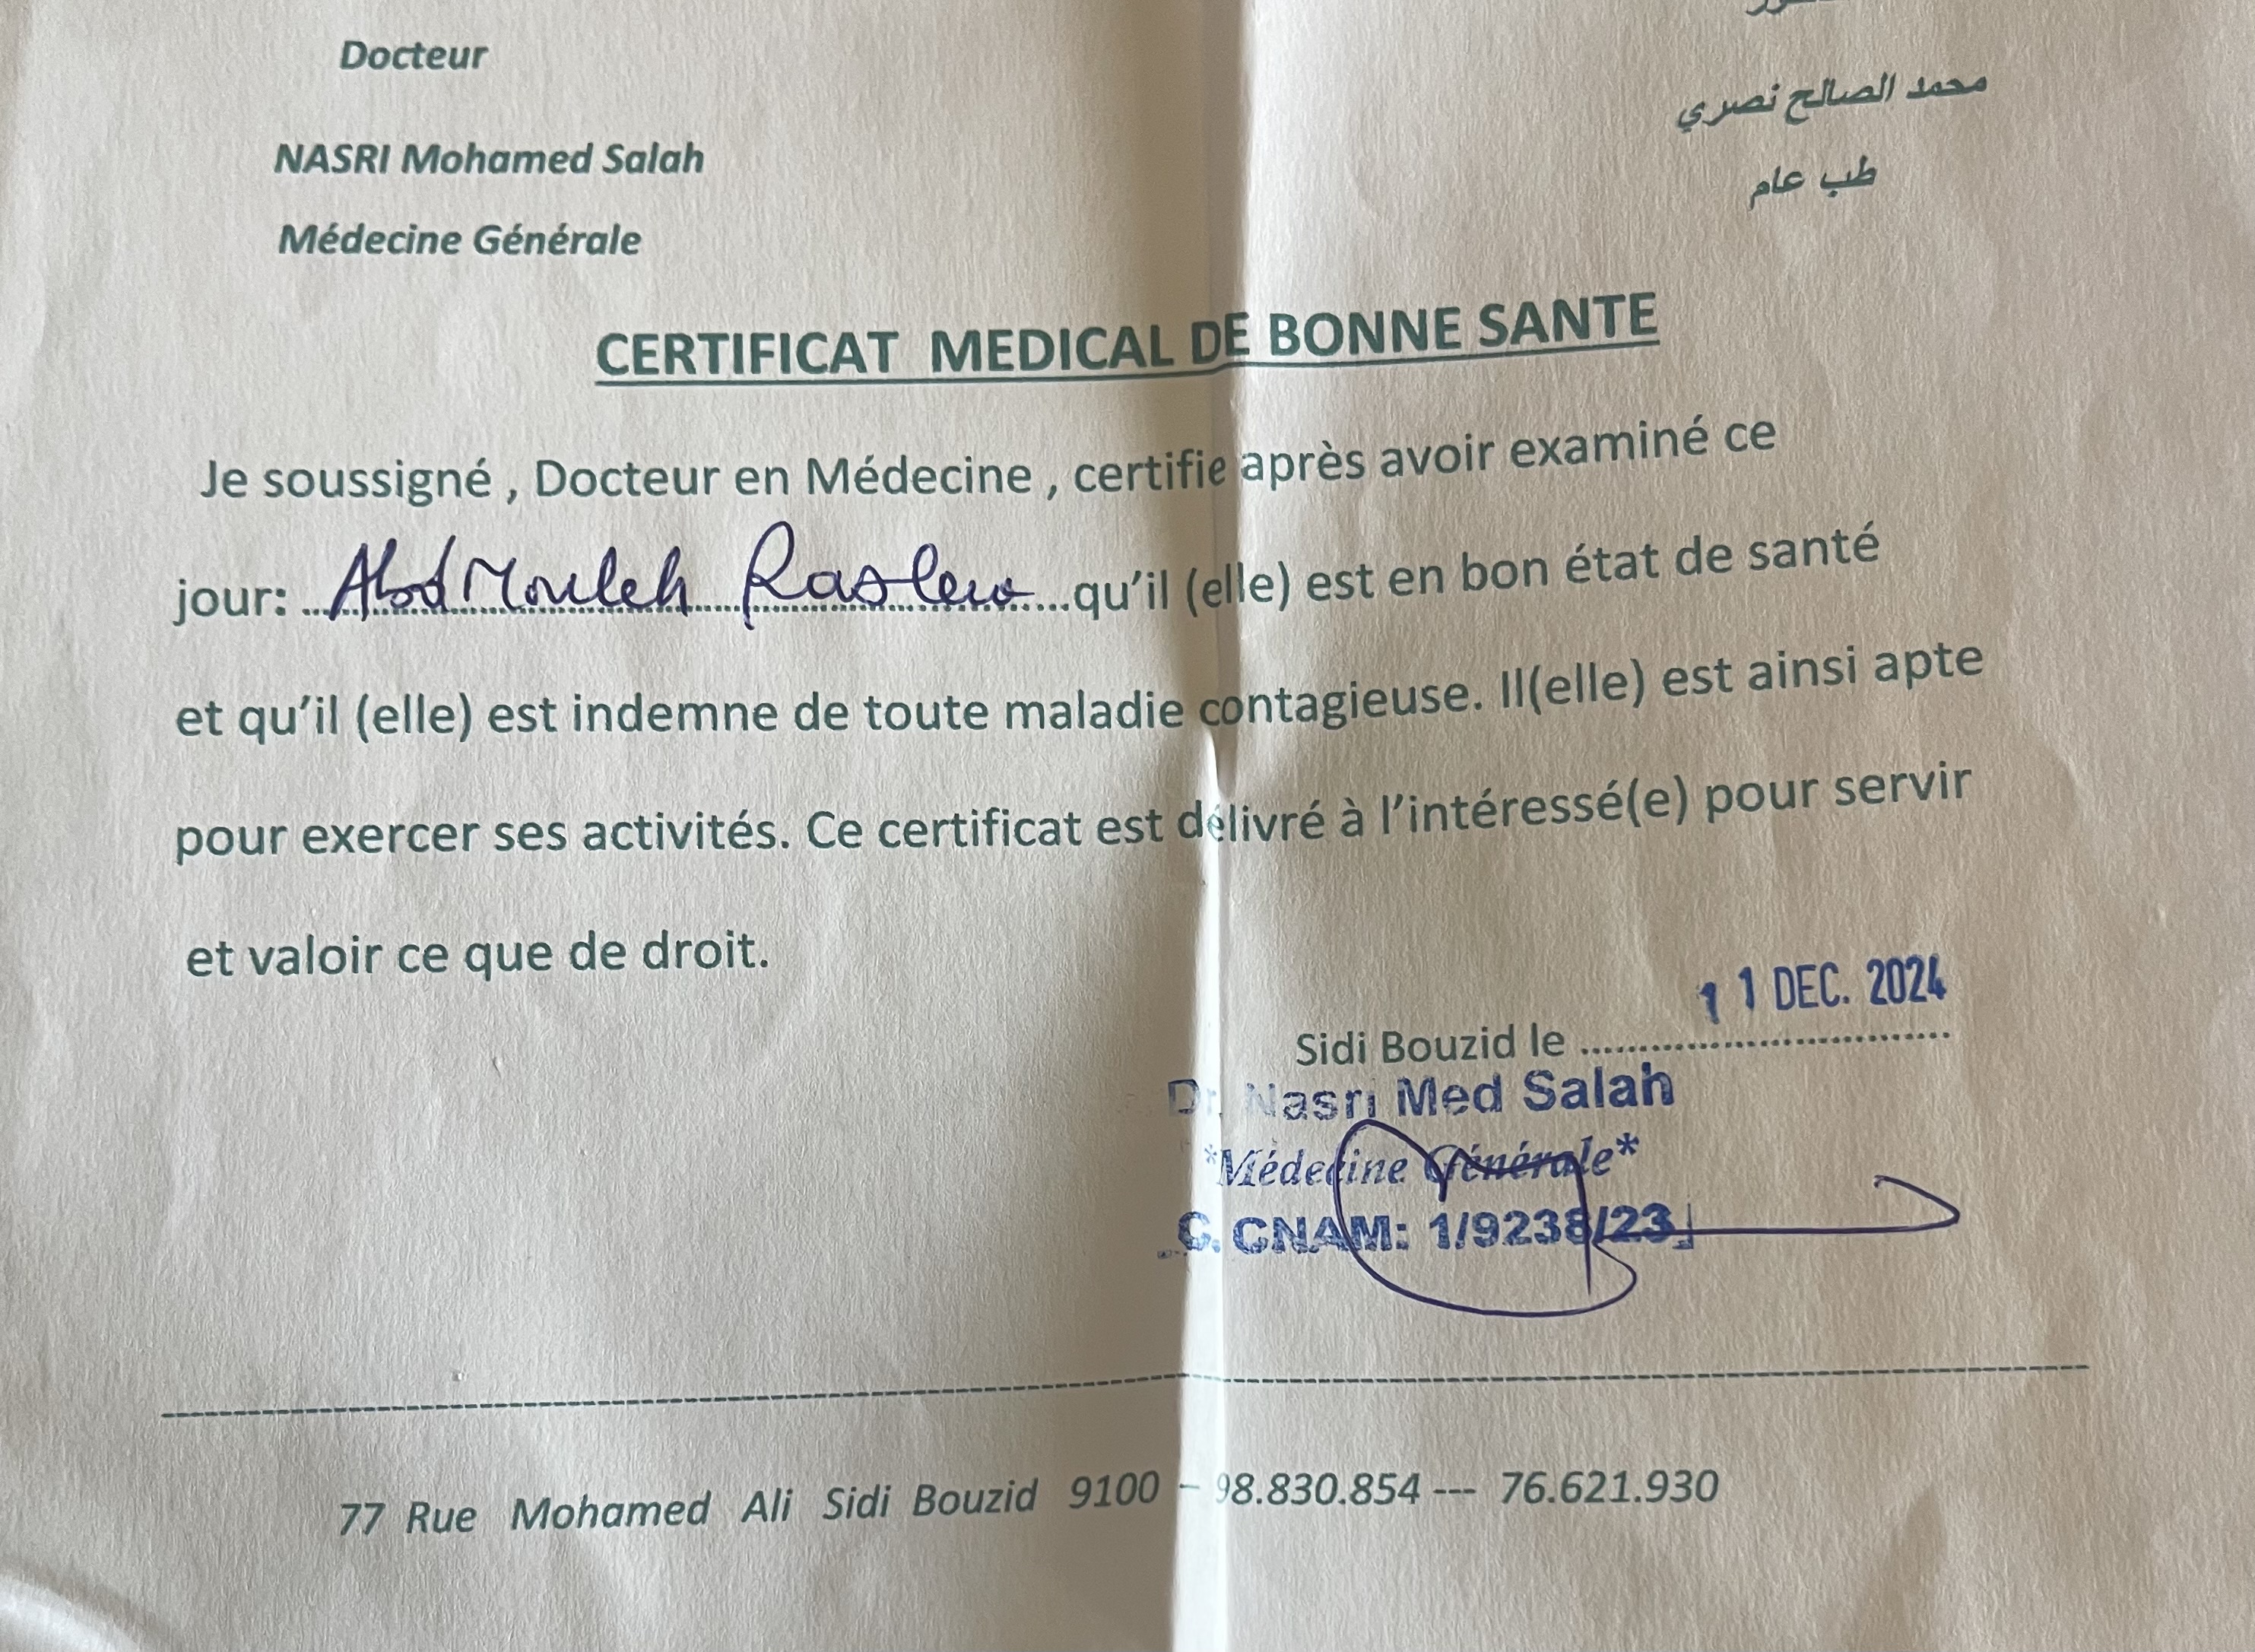 Docteur
NASRI Mohamed Salah
Médecine Générale
محمد الصالح نصري
طب عام
CERTIFICAT MEDICAL DE BONNE SANTE
Je soussigné , Docteur en Médecine , certifie après avoir examiné ce
jour: AbdMouleh Raslen qu'il (elle) est en bon état de santé
et qu'il (elle) est indemne de toute maladie contagieuse. Il(elle) est ainsi apte
pour exercer ses activités. Ce certificat est délivré à l'intéressé(e) pour servir
et valoir ce que de droit.
11 DEC. 2024
Sidi Bouzid le ................................
Dr. Nasri Med Salah
*Médecine Générale*
C. CNAM: 1/9238/23
77 Rue Mohamed Ali Sidi Bouzid 9100 – 98.830.854 --- 76.621.930